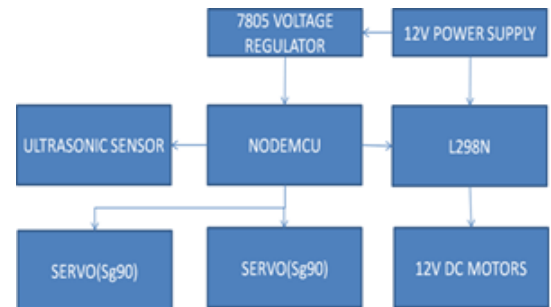 7805 VOLTAGE
REGULATOR
12V POWER SUPPLY
ULTRASONIC SENSOR
NODEMCU
L298N
SERVO(Sg90)
SERVO(Sg90)
12V DC MOTORS